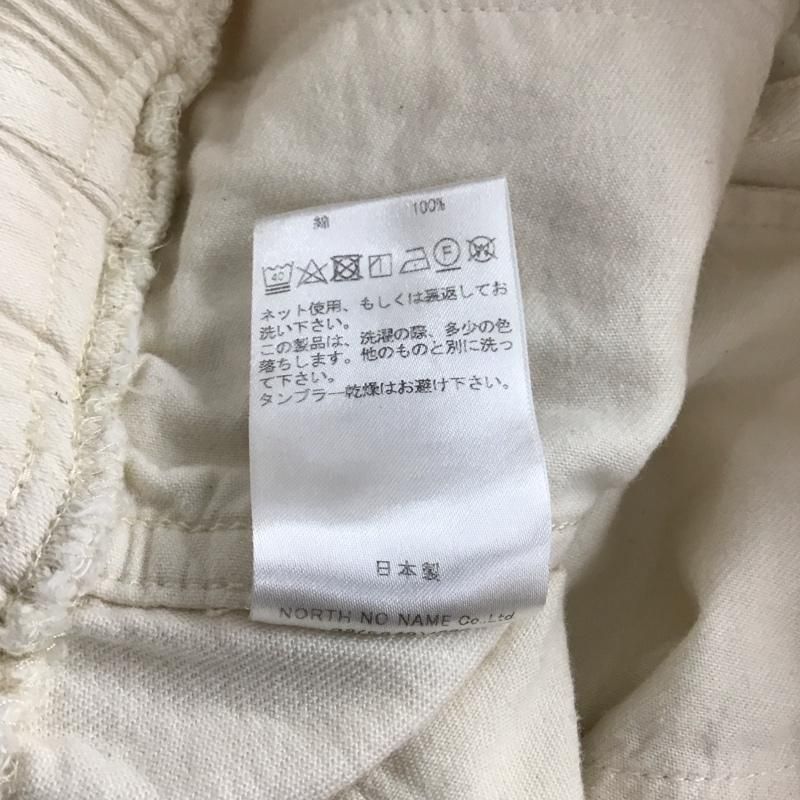 綿 100%
40 F W
ネット使用、もしくは裏返してお
洗い下さい。
この製品は、洗濯の際、多少の色
落ちします。他のものと別に洗っ
て下さい。
タンブラー乾燥はお避け下さい。
日本製
NORTH NO NAME Co.,Ltd